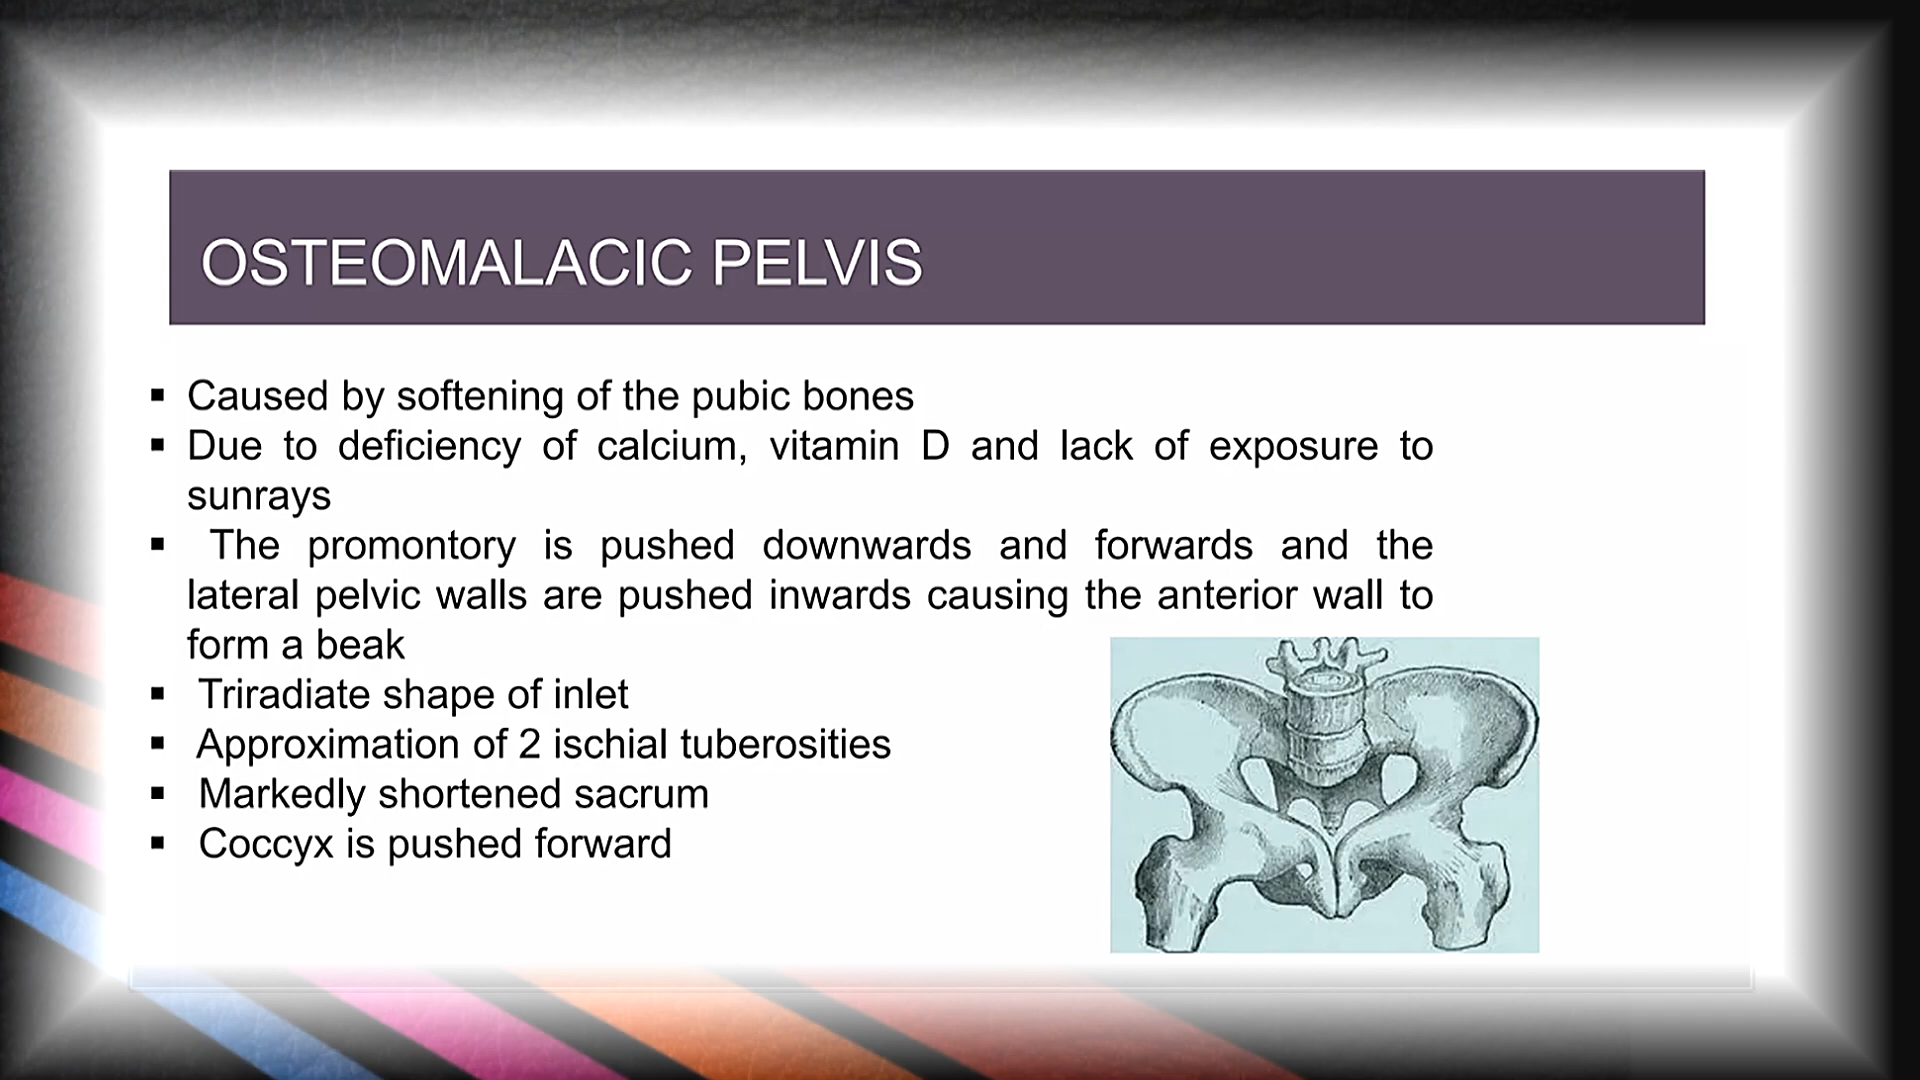 OSTEOMALACIC PELVIS
▪ Caused by softening of the pubic bones
▪ Due to deficiency of calcium, vitamin D and lack of exposure to
sunrays
▪ The promontory is pushed downwards and forwards and the
lateral pelvic walls are pushed inwards causing the anterior wall to
form a beak
▪ Triradiate shape of inlet
▪ Approximation of 2 ischial tuberosities
▪ Markedly shortened sacrum
▪ Coccyx is pushed forward